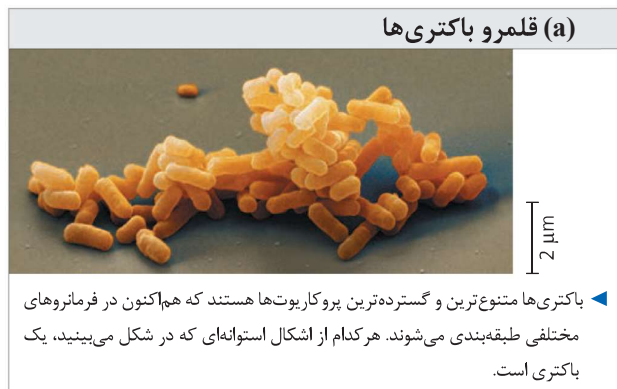 (a) قلمرو باکتری‌ها
2 µm
باکتری‌ها متنوع‌ترین و گسترده‌ترین پروکاریوت‌ها هستند که هم‌اکنون در فرمانروهای
مختلفی طبقه‌بندی می‌شوند. هرکدام از اشکال استوانه‌ای که در شکل می‌بینید، یک
باکتری است.